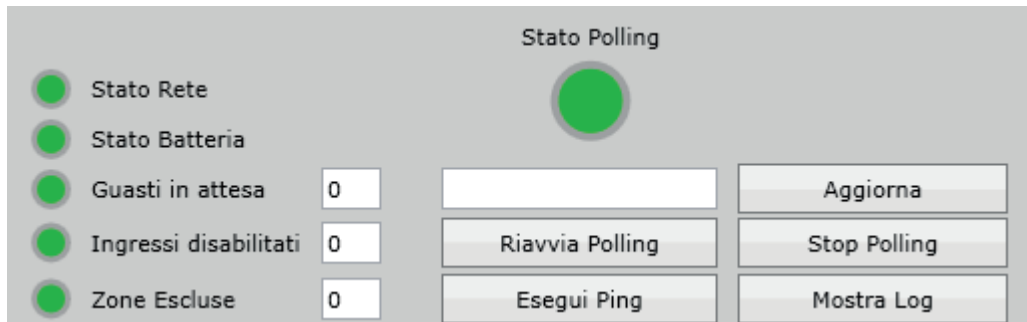 Stato Polling
Stato Rete
Stato Batteria
Guasti in attesa 0 Aggiorna
Ingressi disabilitati 0 Riavvia Polling Stop Polling
Zone Escluse 0 Esegui Ping Mostra Log